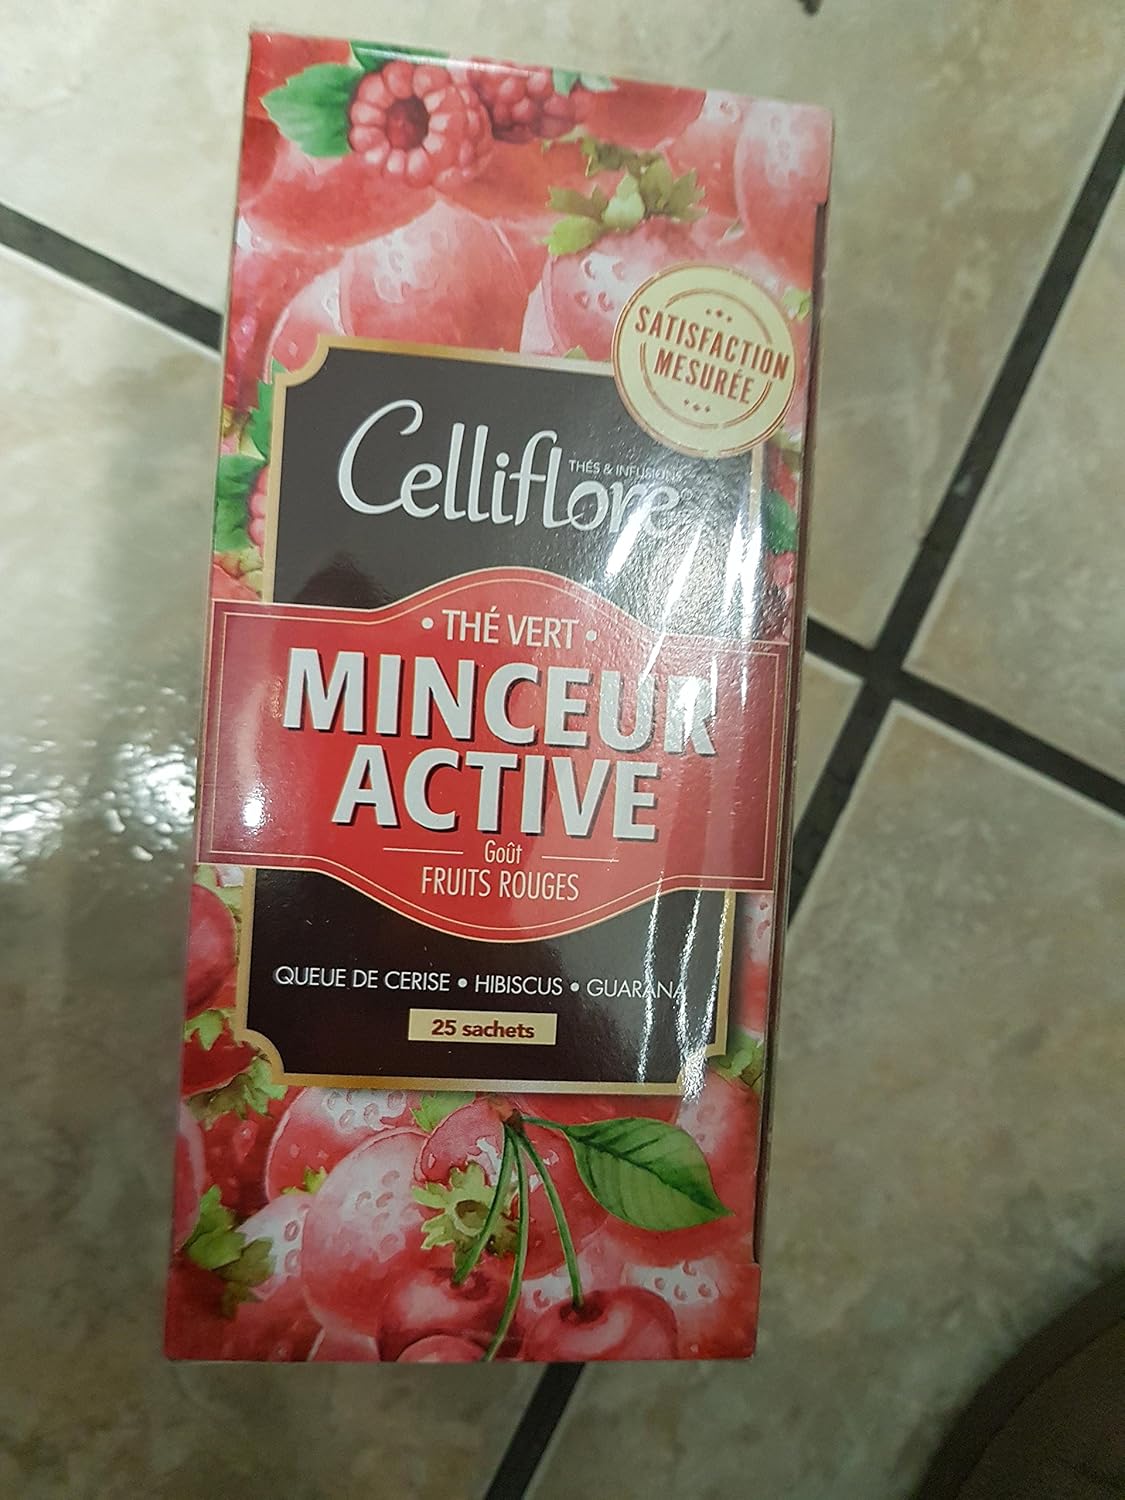 SATISFACTION
MESURÉE
Celliflore
THÉS & INFUSIONS
• THÉ VERT •
MINCEUR
ACTIVE
Goût
FRUITS ROUGES
QUEUE DE CERISE • HIBISCUS • GUARANA
25 sachets